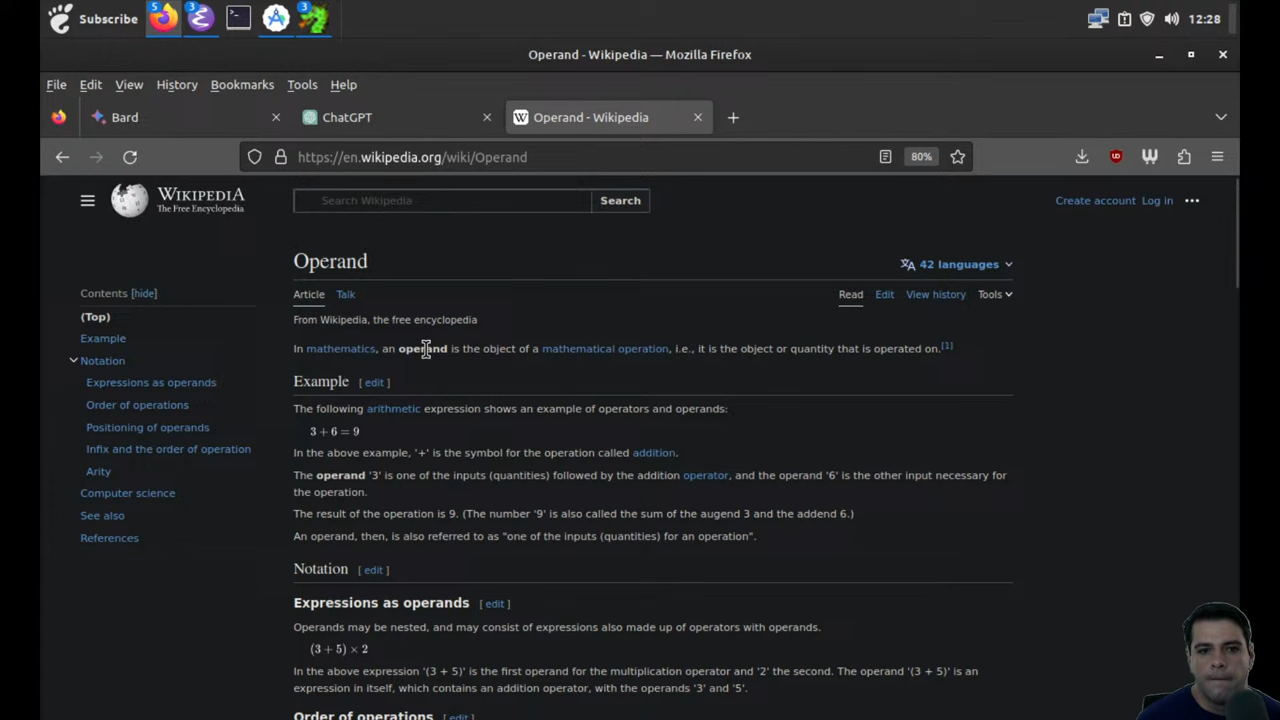 Subscribe
5
3
3
12:28
Operand - Wikipedia — Mozilla Firefox
File Edit View History Bookmarks Tools Help
Bard
ChatGPT
Operand - Wikipedia
https://en.wikipedia.org/wiki/Operand
80%
WIKIPEDIA
The Free Encyclopedia
Search Wikipedia
Search
Create account Log in
Operand
42 languages
Contents [hide]
(Top)
Example
Notation
Expressions as operands
Order of operations
Positioning of operands
Infix and the order of operation
Arity
Computer science
See also
References
Article Talk
Read Edit View history Tools
From Wikipedia, the free encyclopedia
In mathematics, an operand is the object of a mathematical operation, i.e., it is the object or quantity that is operated on.[1]
Example [ edit ]
The following arithmetic expression shows an example of operators and operands:
3 + 6 = 9
In the above example, '+' is the symbol for the operation called addition.
The operand '3' is one of the inputs (quantities) followed by the addition operator, and the operand '6' is the other input necessary for
the operation.
The result of the operation is 9. (The number '9' is also called the sum of the augend 3 and the addend 6.)
An operand, then, is also referred to as "one of the inputs (quantities) for an operation".
Notation [ edit ]
Expressions as operands [ edit ]
Operands may be nested, and may consist of expressions also made up of operators with operands.
(3 + 5) × 2
In the above expression '(3 + 5)' is the first operand for the multiplication operator and '2' the second. The operand '(3 + 5)' is an
expression in itself, which contains an addition operator, with the operands '3' and '5'.
Order of operations [ edit ]